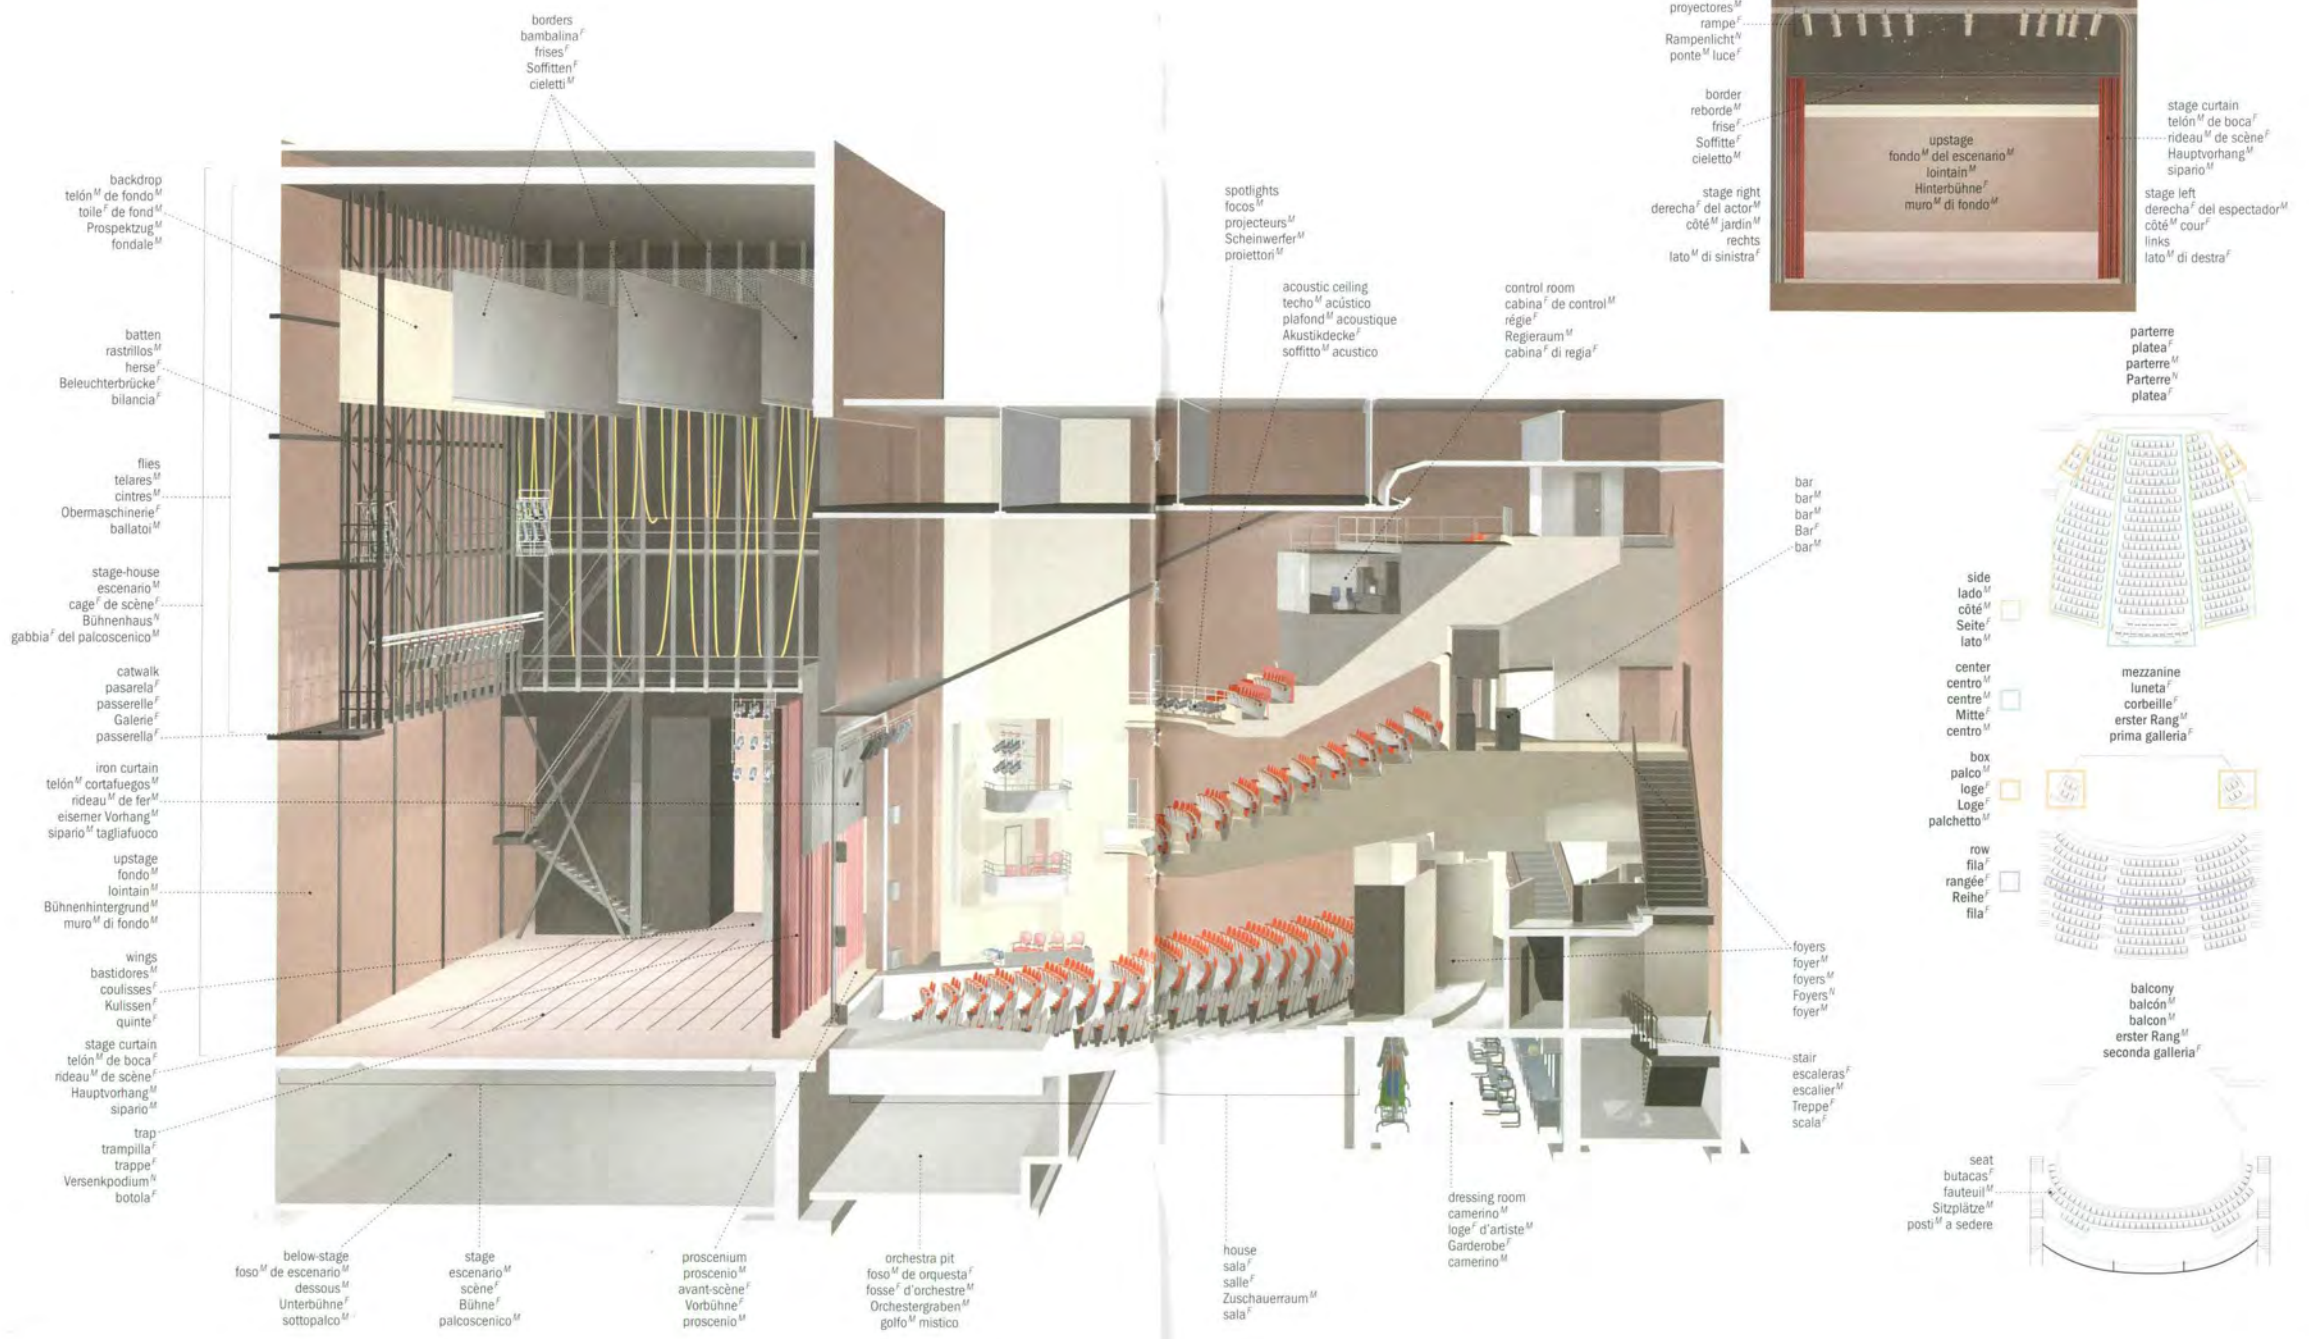 borders
bambalina F
frises F
Soffitten F
cieletti M
backdrop
telón M de fondo M
toile F de fond M
Prospektzug M
fondale M
batten
rastrillos M
herse F
Beleuchterbrücke F
bilancia F
flies
telares M
cintres M
Obermaschinerie F
ballatoi M
stage-house
escenario M
cage F de scène F
Bühnenhaus N
gabbia F del palcoscenico M
catwalk
pasarela F
passerelle F
Galerie F
passerella F
iron curtain
telón M cortafuegos M
rideau M de fer M
eiserner Vorhang M
sipario M tagliafuoco
upstage
fondo M
lointain M
Bühnenhintergrund M
muro M di fondo M
wings
bastidores M
coulisses F
Kulissen F
quinte F
stage curtain
telón M de boca F
rideau M de scène F
Hauptvorhang M
sipario M
trap
trampilla F
trappe F
Versenkpodium N
botola F
below-stage
foso M de escenario M
dessous M
Unterbühne F
sottopalco M
stage
escenario M
scène F
Bühne F
palcoscenico M
proscenium
proscenio M
avant-scène F
Vorbühne F
proscenio M
orchestra pit
foso M de orquesta F
fosse F d'orchestre M
Orchestergraben M
golfo M mistico
spotlights
focos M
projecteurs M
Scheinwerfer M
proiettori M
acoustic ceiling
techo M acústico
plafond M acoustique
Akustikdecke F
soffitto M acustico
control room
cabina F de control M
régie F
Regieraum M
cabina F di regia F
bar
bar M
bar M
Bar F
bar M
foyers
foyer M
foyers M
Foyers N
foyer M
stair
escaleras F
escalier M
Treppe F
scala F
house
sala F
salle F
Zuschauerraum M
sala F
dressing room
camerino M
loge F d'artiste M
Garderobe F
camerino M
proyectores M
rampe F
Rampenlicht N
ponte M luce F
border
reborde M
frise F
Soffitte F
cieletto M
stage right
derecha F del actor M
côté M jardin M
rechts
lato M di sinistra F
upstage
fondo M del escenario M
lointain M
Hinterbühne F
muro M di fondo M
stage curtain
telón M de boca F
rideau M de scène F
Hauptvorhang M
sipario M
stage left
derecha F del espectador M
côté M cour F
links
lato M di destra F
parterre
platea F
parterre M
Parterre N
platea F
side
lado M
côté M
Seite F
lato M
center
centro M
centre M
Mitte F
centro M
mezzanine
luneta F
corbeille F
erster Rang M
prima galleria F
box
palco M
loge F
Loge F
palchetto M
row
fila F
rangée F
Reihe F
fila F
balcony
balcón M
balcon M
erster Rang M
seconda galleria F
seat
butacas F
fauteuil M
Sitzplätze M
posti M a sedere